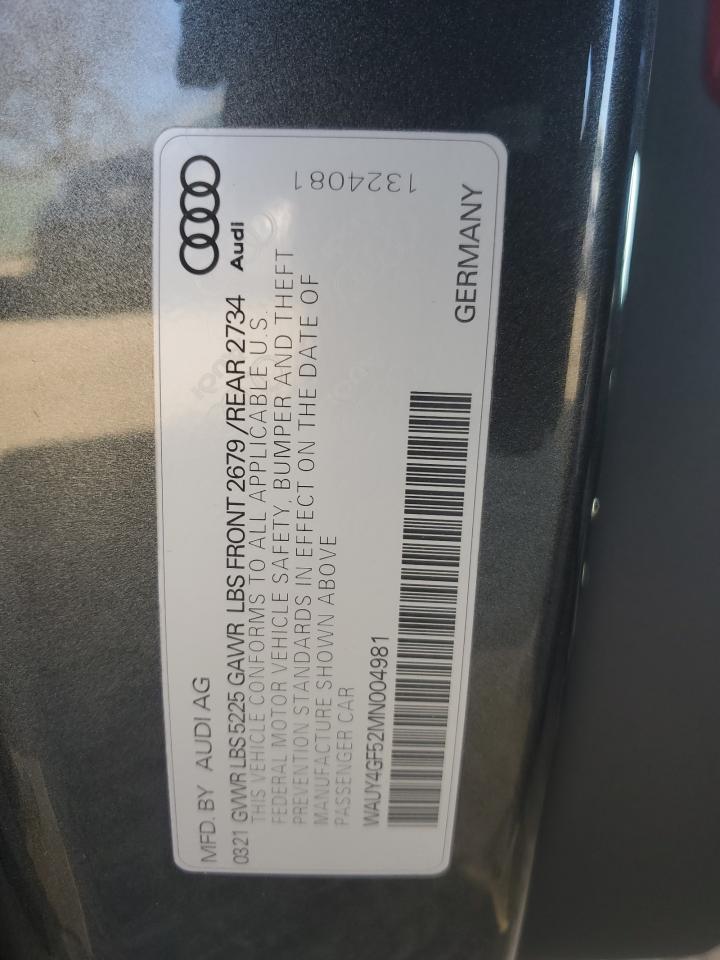 MFD. BY AUDI AG
0321 GVWR LBS 5225 GAWR LBS FRONT 2679 /REAR 2734
THIS VEHICLE CONFORMS TO ALL APPLICABLE U.S.
FEDERAL MOTOR VEHICLE SAFETY, BUMPER AND THEFT
PREVENTION STANDARDS IN EFFECT ON THE DATE OF
MANUFACTURE SHOWN ABOVE
PASSENGER CAR
WAUY4GF52MN004981
Audi
1324081
GERMANY